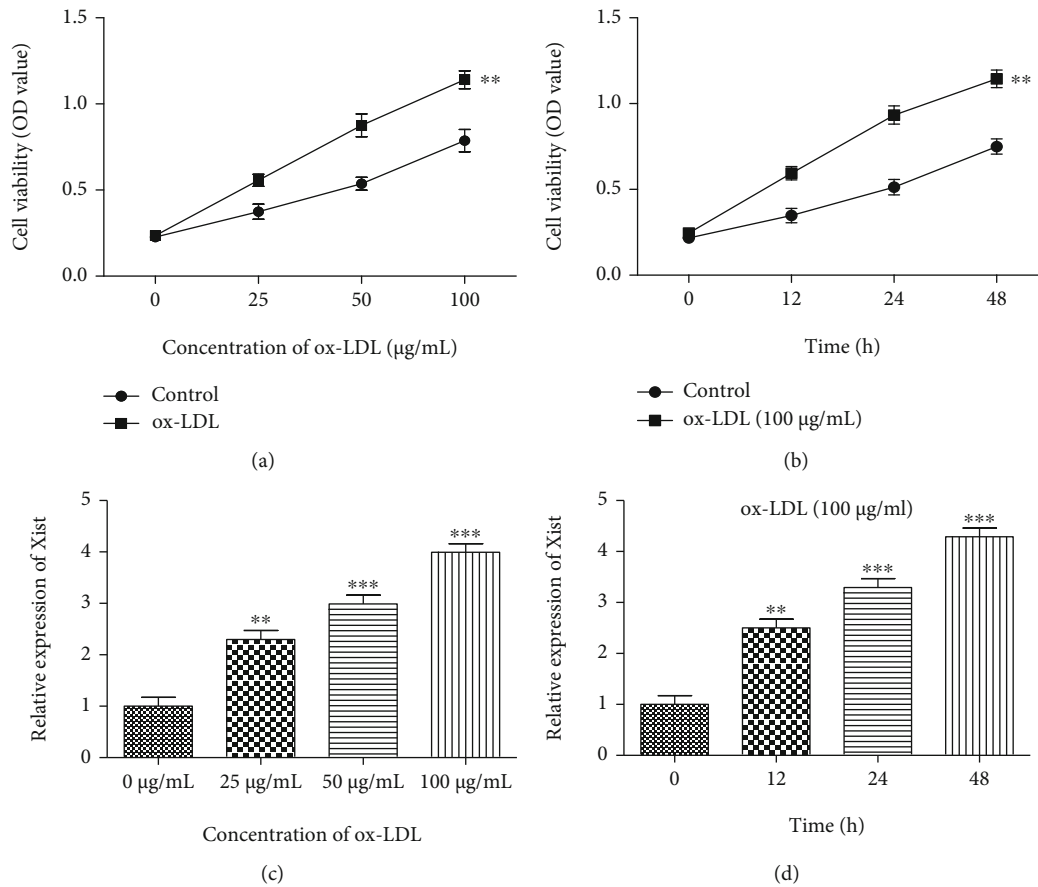 Cell viability (OD value)
1.5
1.0
0.5
0.0
**
0 25 50 100
Concentration of ox-LDL (µg/mL)
Control
ox-LDL
(a)
Cell viability (OD value)
1.5
1.0
0.5
0.0
**
0 12 24 48
Time (h)
Control
ox-LDL (100 µg/mL)
(b)
Relative expression of Xist
5
4
3
2
1
0
**
***
***
0 µg/mL 25 µg/mL 50 µg/mL 100 µg/mL
Concentration of ox-LDL
(c)
Relative expression of Xist
5
4
3
2
1
0
ox-LDL (100 µg/ml)
**
***
***
0 12 24 48
Time (h)
(d)